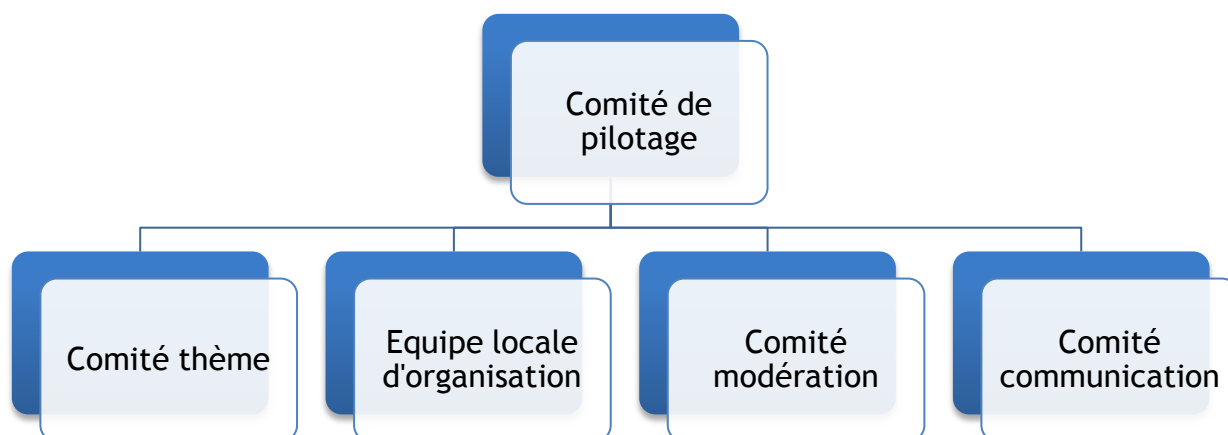 Comité de
pilotage
Comité thème
Equipe locale
d'organisation
Comité
modération
Comité
communication